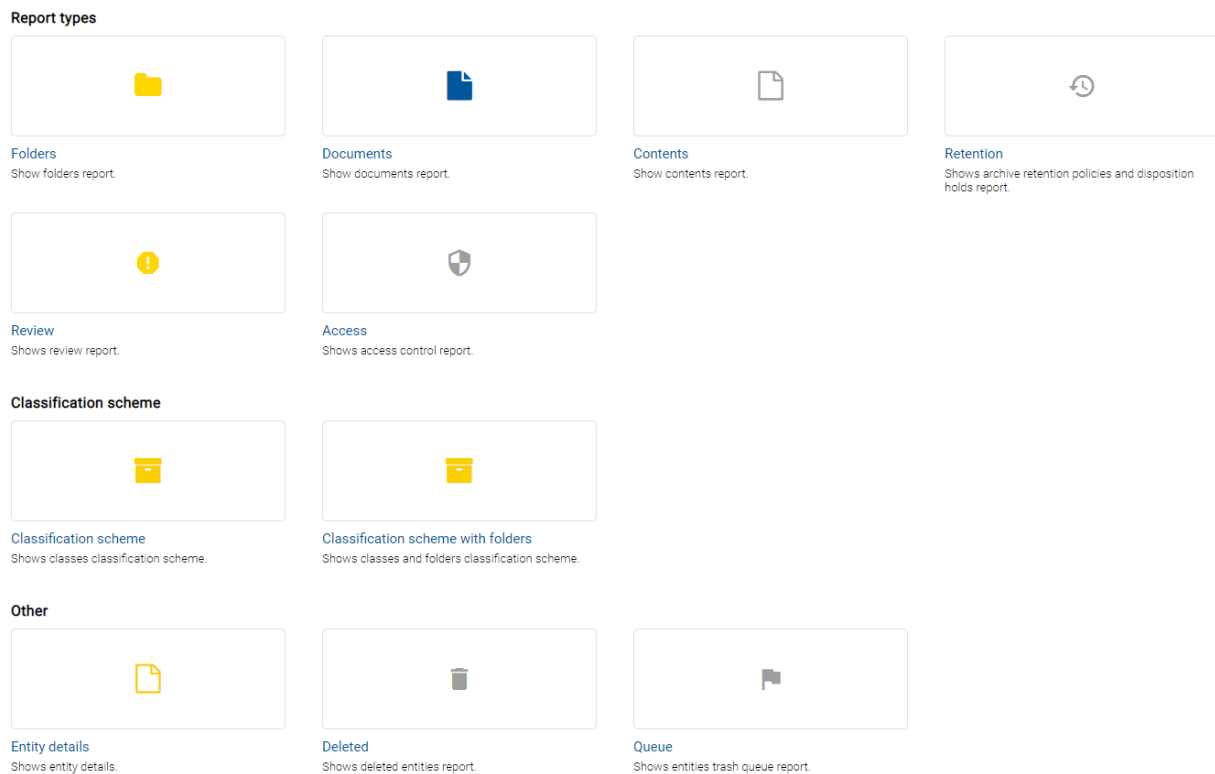 Report types
Folders
Show folders report.
Documents
Show documents report.
Contents
Show contents report.
Retention
Shows archive retention policies and disposition
holds report.
Review
Shows review report.
Access
Shows access control report.
Classification scheme
Classification scheme
Shows classes classification scheme.
Classification scheme with folders
Shows classes and folders classification scheme.
Other
Entity details
Shows entity details.
Deleted
Shows deleted entities report.
Queue
Shows entities trash queue report.